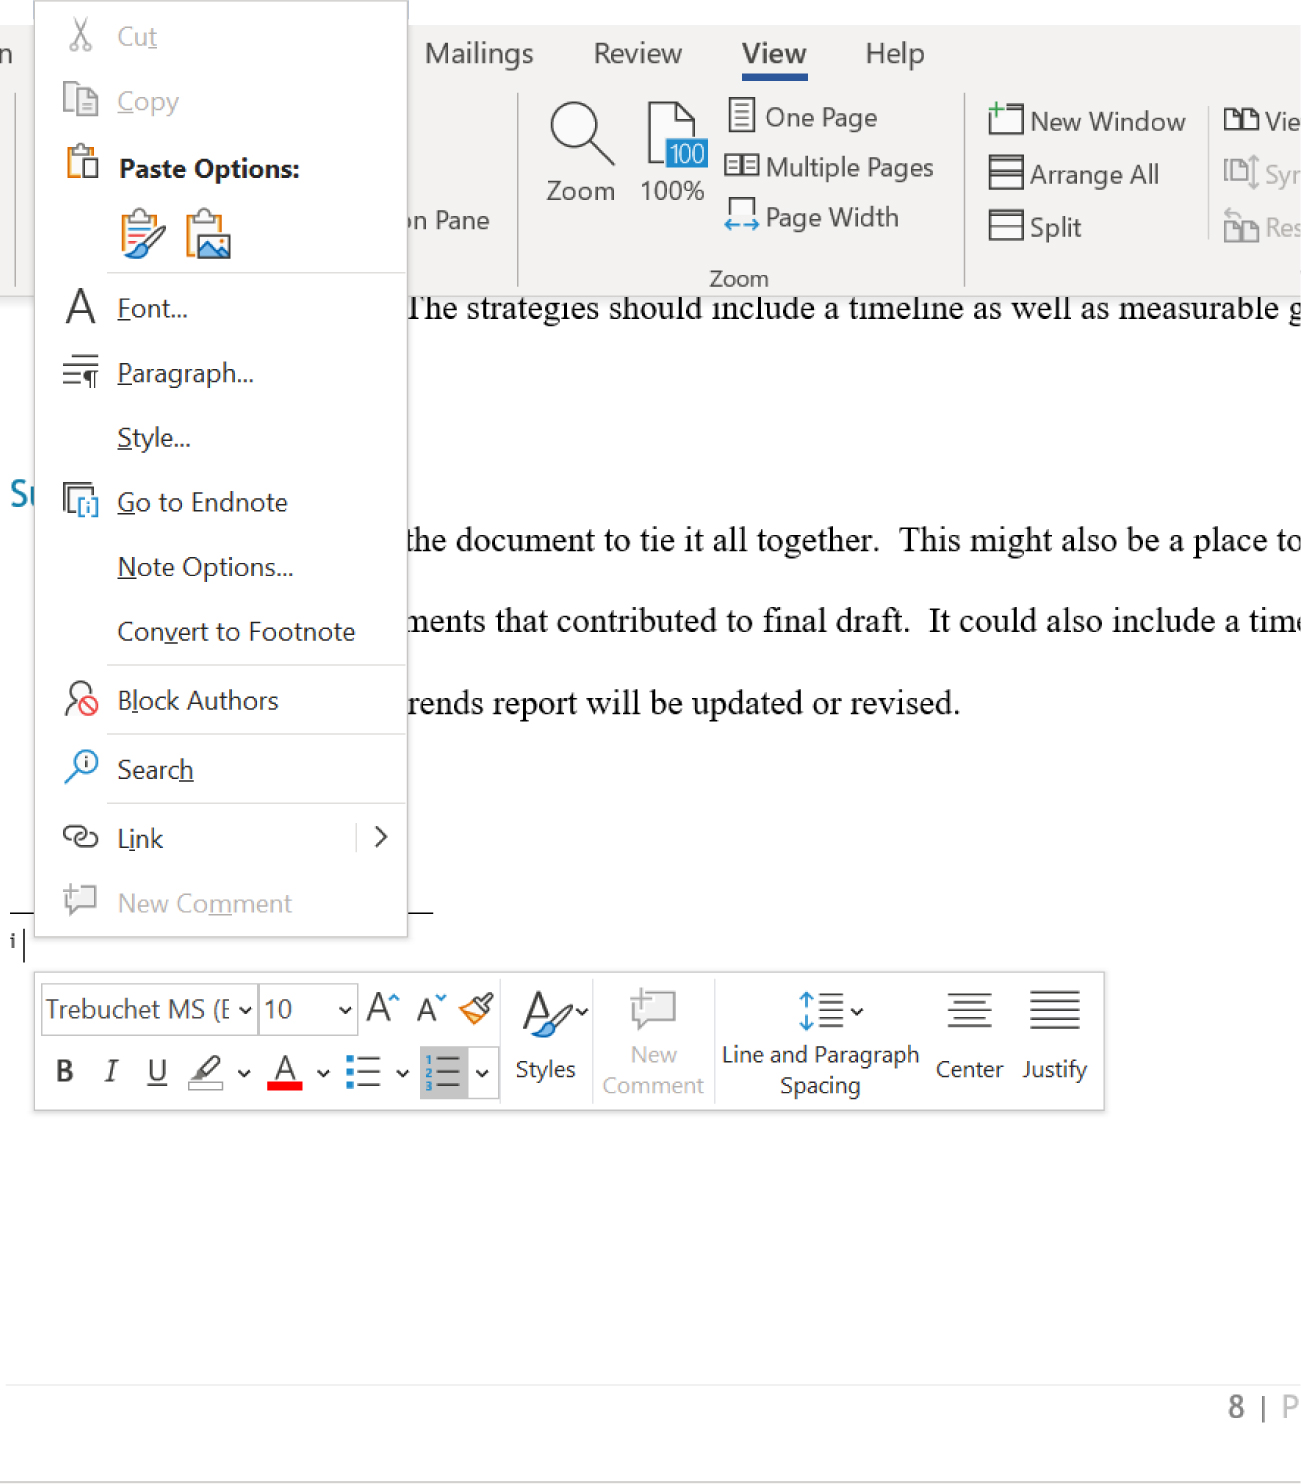 Cut
Copy
Paste Options:
Font...
Paragraph...
Style...
Go to Endnote
Note Options...
Convert to Footnote
Block Authors
Search
Link
New Comment
n
Mailings Review View Help
on Pane
Zoom
100
100%
One Page
Multiple Pages
Page Width
Zoom
New Window
Arrange All
Split
Vie
Syn
Res
The strategies should include a timeline as well as measurable g
Su
the document to tie it all together. This might also be a place to
ments that contributed to final draft. It could also include a time
rends report will be updated or revised.
i
Trebuchet MS (E 10
B I U A
Styles
New Comment
Line and Paragraph Spacing
Center
Justify
8 | P